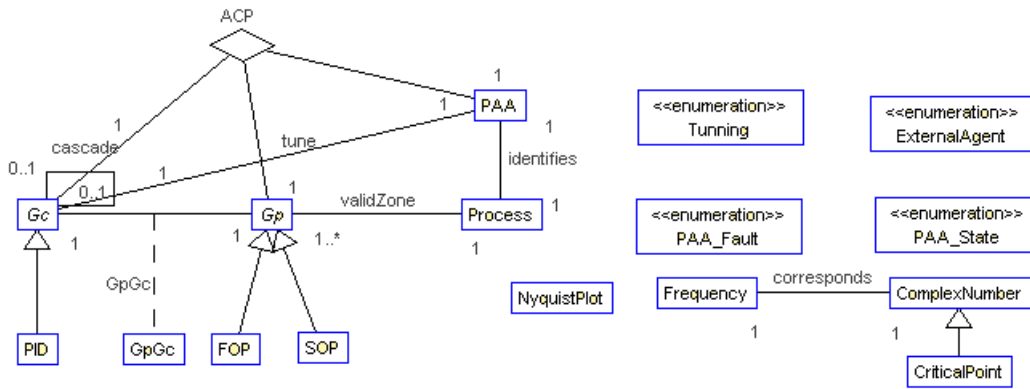 ACP
1
PAA
1
1
cascade
tune
1
1
identifies
0..1
0..1
1
Gc
Gp
validZone
Process
1
1
1
1..*
1
GpGc
PID
GpGc
FOP
SOP
NyquistPlot
<<enumeration>>
Tunning
<<enumeration>>
ExternalAgent
<<enumeration>>
PAA_Fault
<<enumeration>>
PAA_State
Frequency
corresponds
ComplexNumber
1
1
CriticalPoint